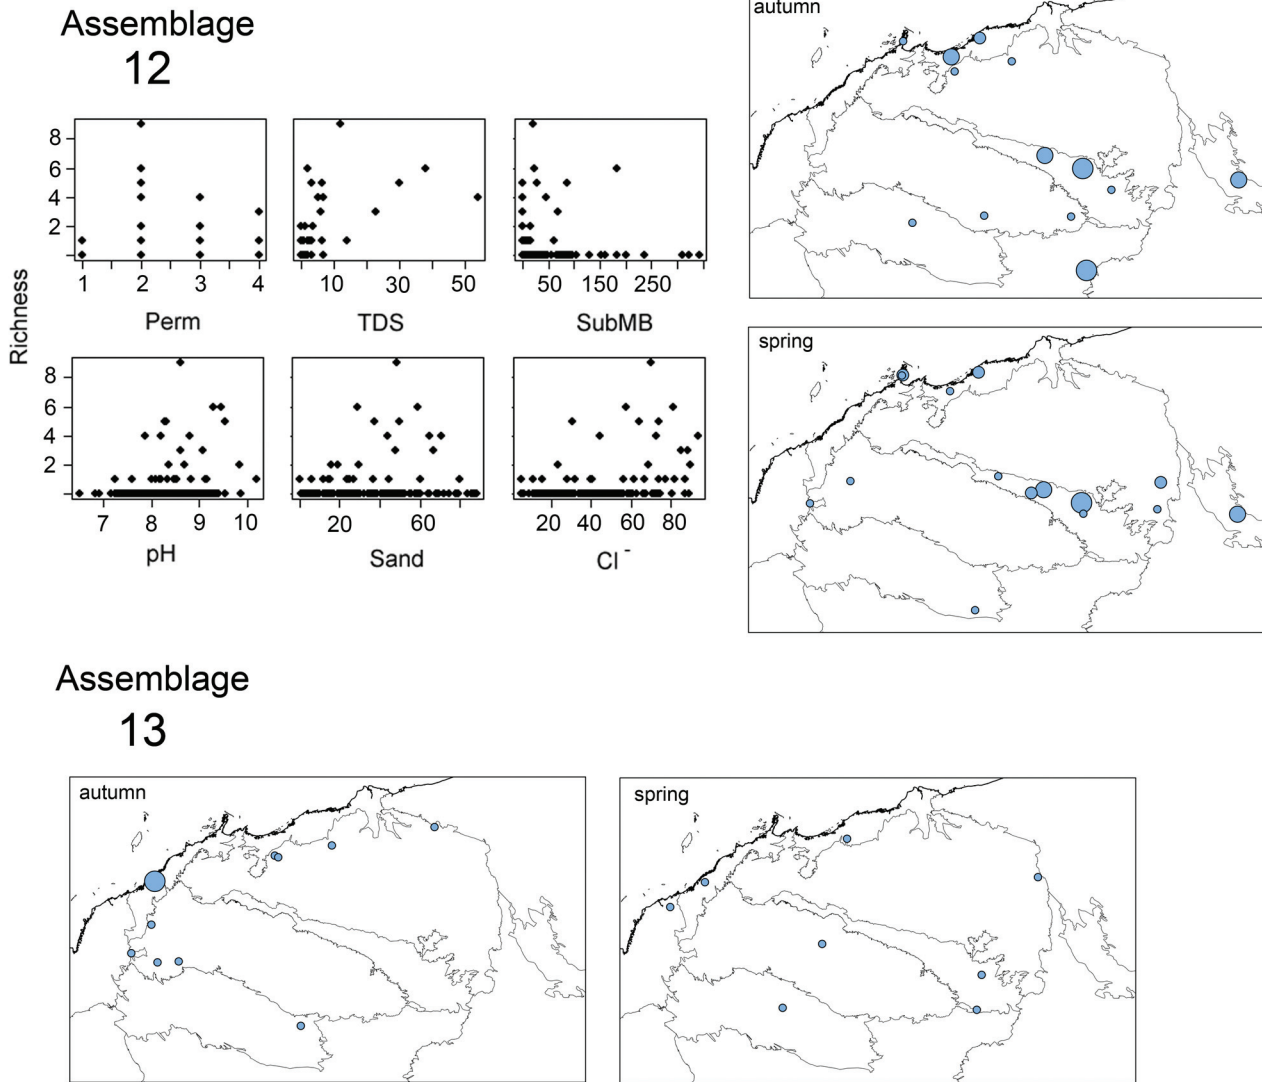 Assemblage
12
Richness
8
6
4
2
1 2 3 4
Perm
10 30 50
TDS
50 150 250
SubMB
8
6
4
2
7 8 9 10
pH
20 60
Sand
20 40 60 80
Cl⁻
autumn
spring
Assemblage
13
autumn
spring